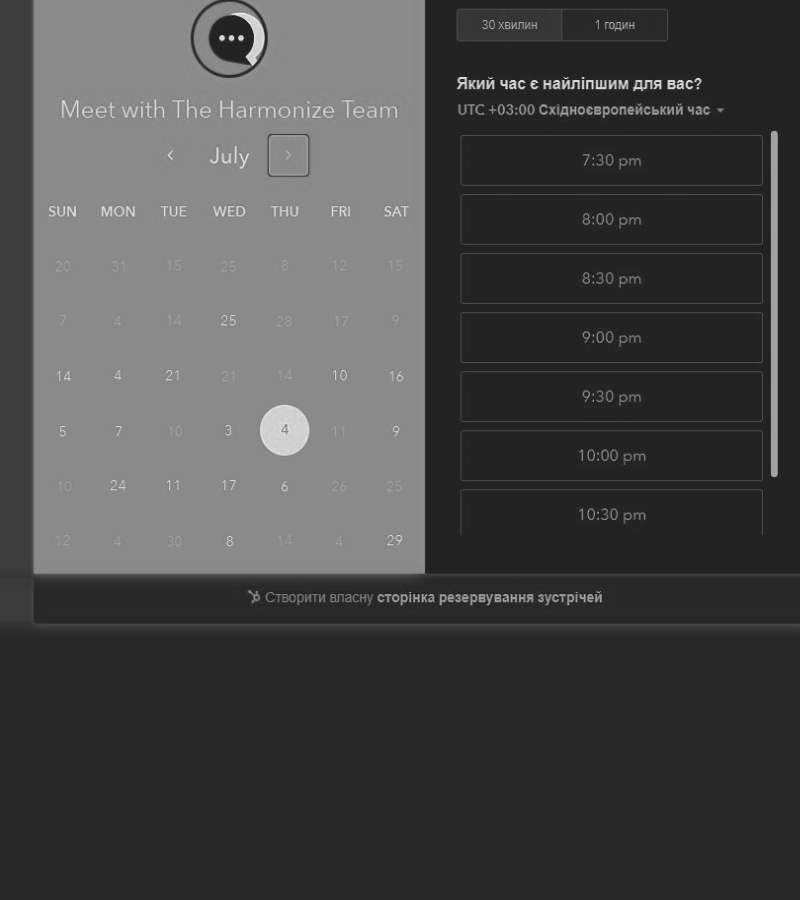 30 хвилин 1 годин
Який час є найліпшим для вас?
UTC +03:00 Східноєвропейський час
Meet with The Harmonize Team
July
SUN MON TUE WED THU FRI SAT
20 31 15 25 8 12 15
7 4 14 25 28 17 9
14 4 21 21 14 10 16
5 7 10 3 4 11 9
10 24 11 17 6 26 25
12 4 30 8 14 4 29
7:30 pm
8:00 pm
8:30 pm
9:00 pm
9:30 pm
10:00 pm
10:30 pm
Створити власну сторінка резервування зустрічей